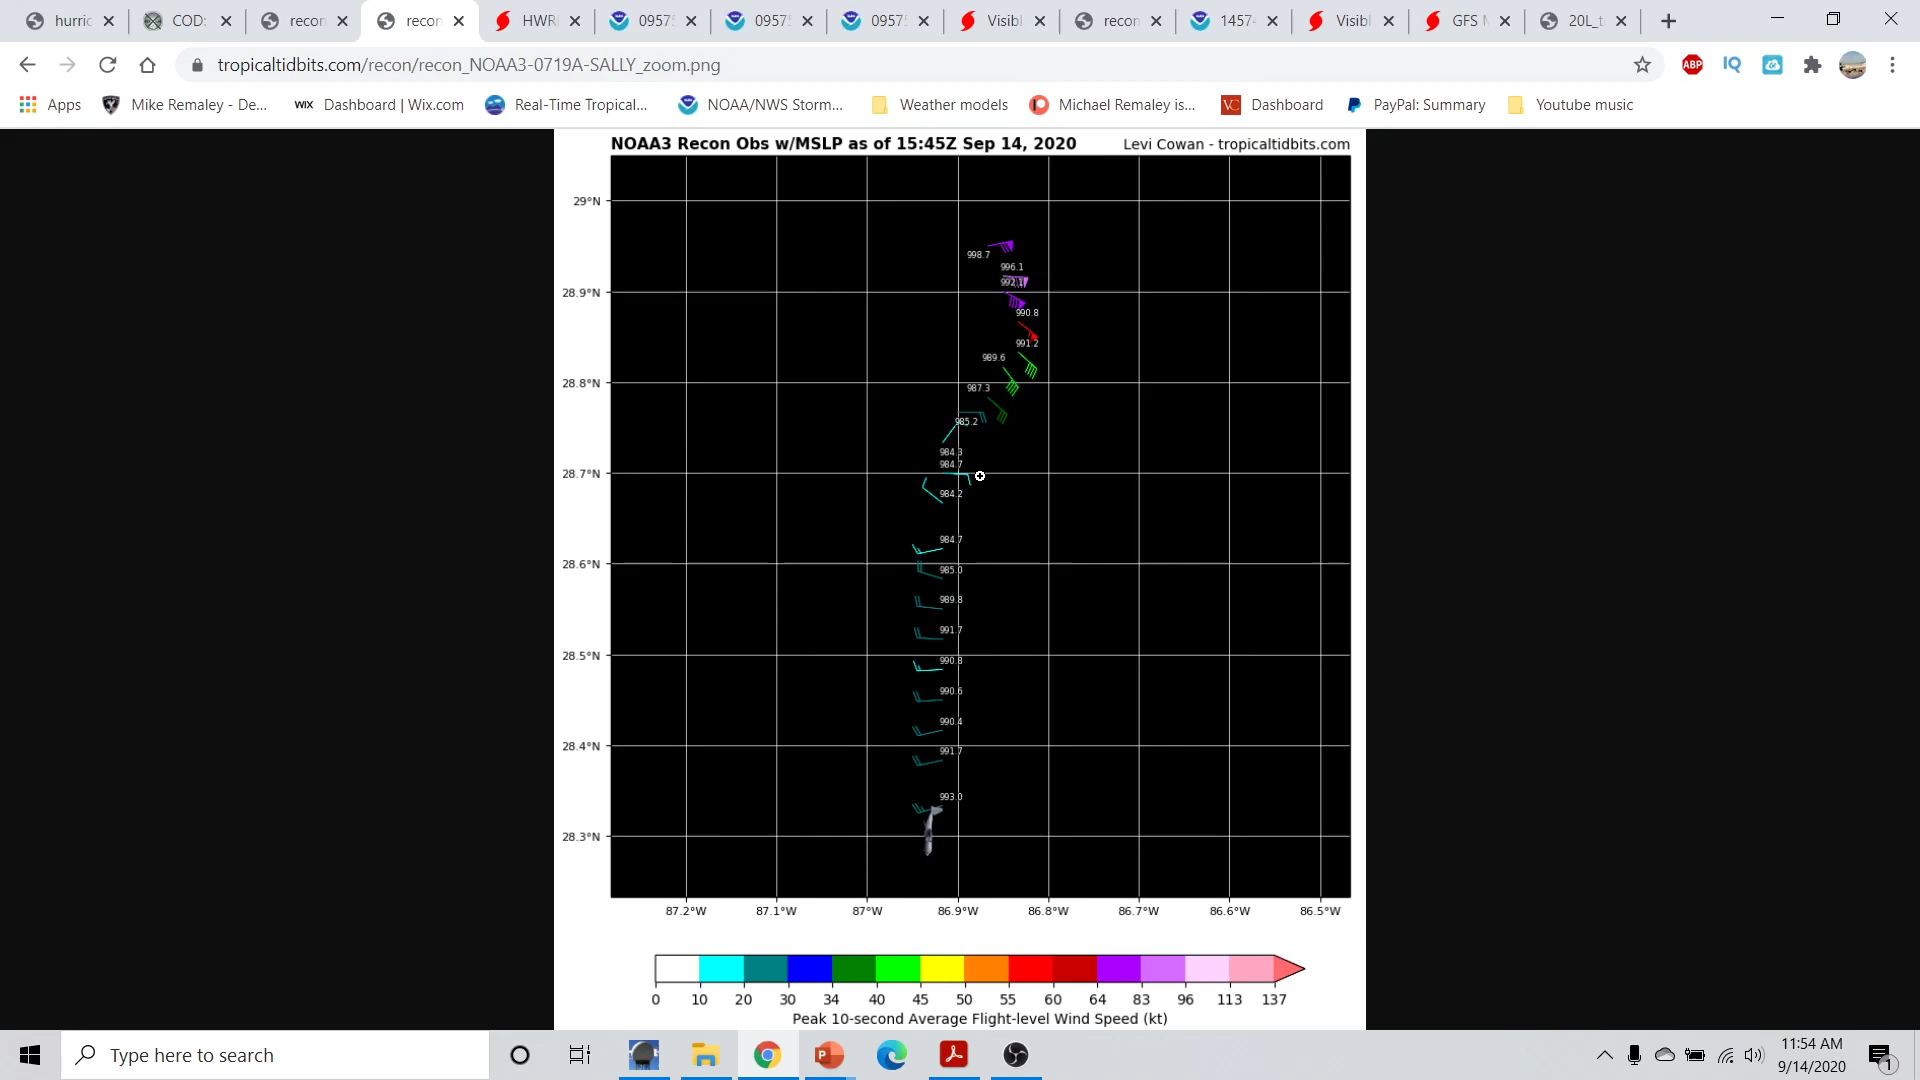 hurric
COD:
recon
recon
HWRF
0957
0957
0957
Visibl
recon
1457
Visibl
GFS
20L_t
tropicaltidbits.com/recon/recon_NOAA3-0719A-SALLY_zoom.png
ABP
IQ
Apps
Mike Remaley - De...
WIX Dashboard | Wix.com
Real-Time Tropical...
NOAA/NWS Storm...
Weather models
Michael Remaley is...
VC Dashboard
PayPal: Summary
Youtube music
NOAA3 Recon Obs w/MSLP as of 15:45Z Sep 14, 2020
Levi Cowan - tropicaltidbits.com
29°N
998.7
996.1
28.9°N
990.8
991.2
989.6
28.8°N
987.3
985.2
984.3
984.7
28.7°N
984.2
984.7
28.6°N
985.0
989.8
991.7
28.5°N
990.8
990.6
990.4
28.4°N
991.7
993.0
28.3°N
87.2°W 87.1°W 87°W 86.9°W 86.8°W 86.7°W 86.6°W 86.5°W
0 10 20 30 34 40 45 50 55 60 64 83 96 113 137
Peak 10-second Average Flight-level Wind Speed (kt)
Type here to search
11:54 AM
9/14/2020
1